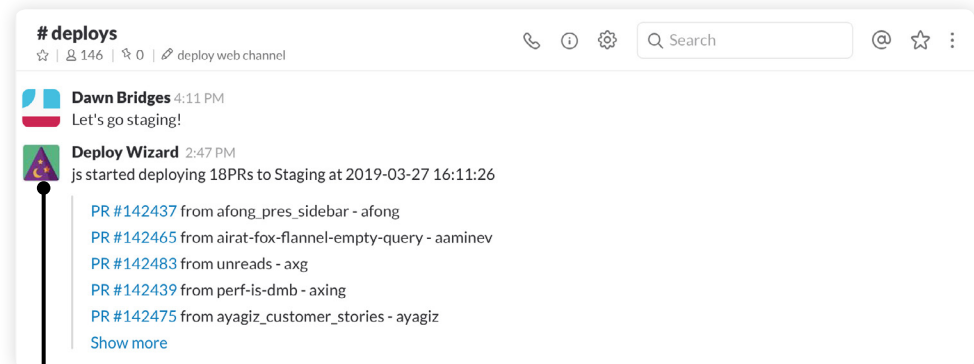 # deploys
146 | 0 | deploy web channel
Search
Dawn Bridges 4:11 PM
Let's go staging!
Deploy Wizard 2:47 PM
js started deploying 18PRs to Staging at 2019-03-27 16:11:26
PR #142437 from afong_pres_sidebar - afong
PR #142465 from airat-fox-flannel-empty-query - aaminev
PR #142483 from unreads - axg
PR #142439 from perf-is-dmb - axing
PR #142475 from ayagiz_customer_stories - ayagiz
Show more